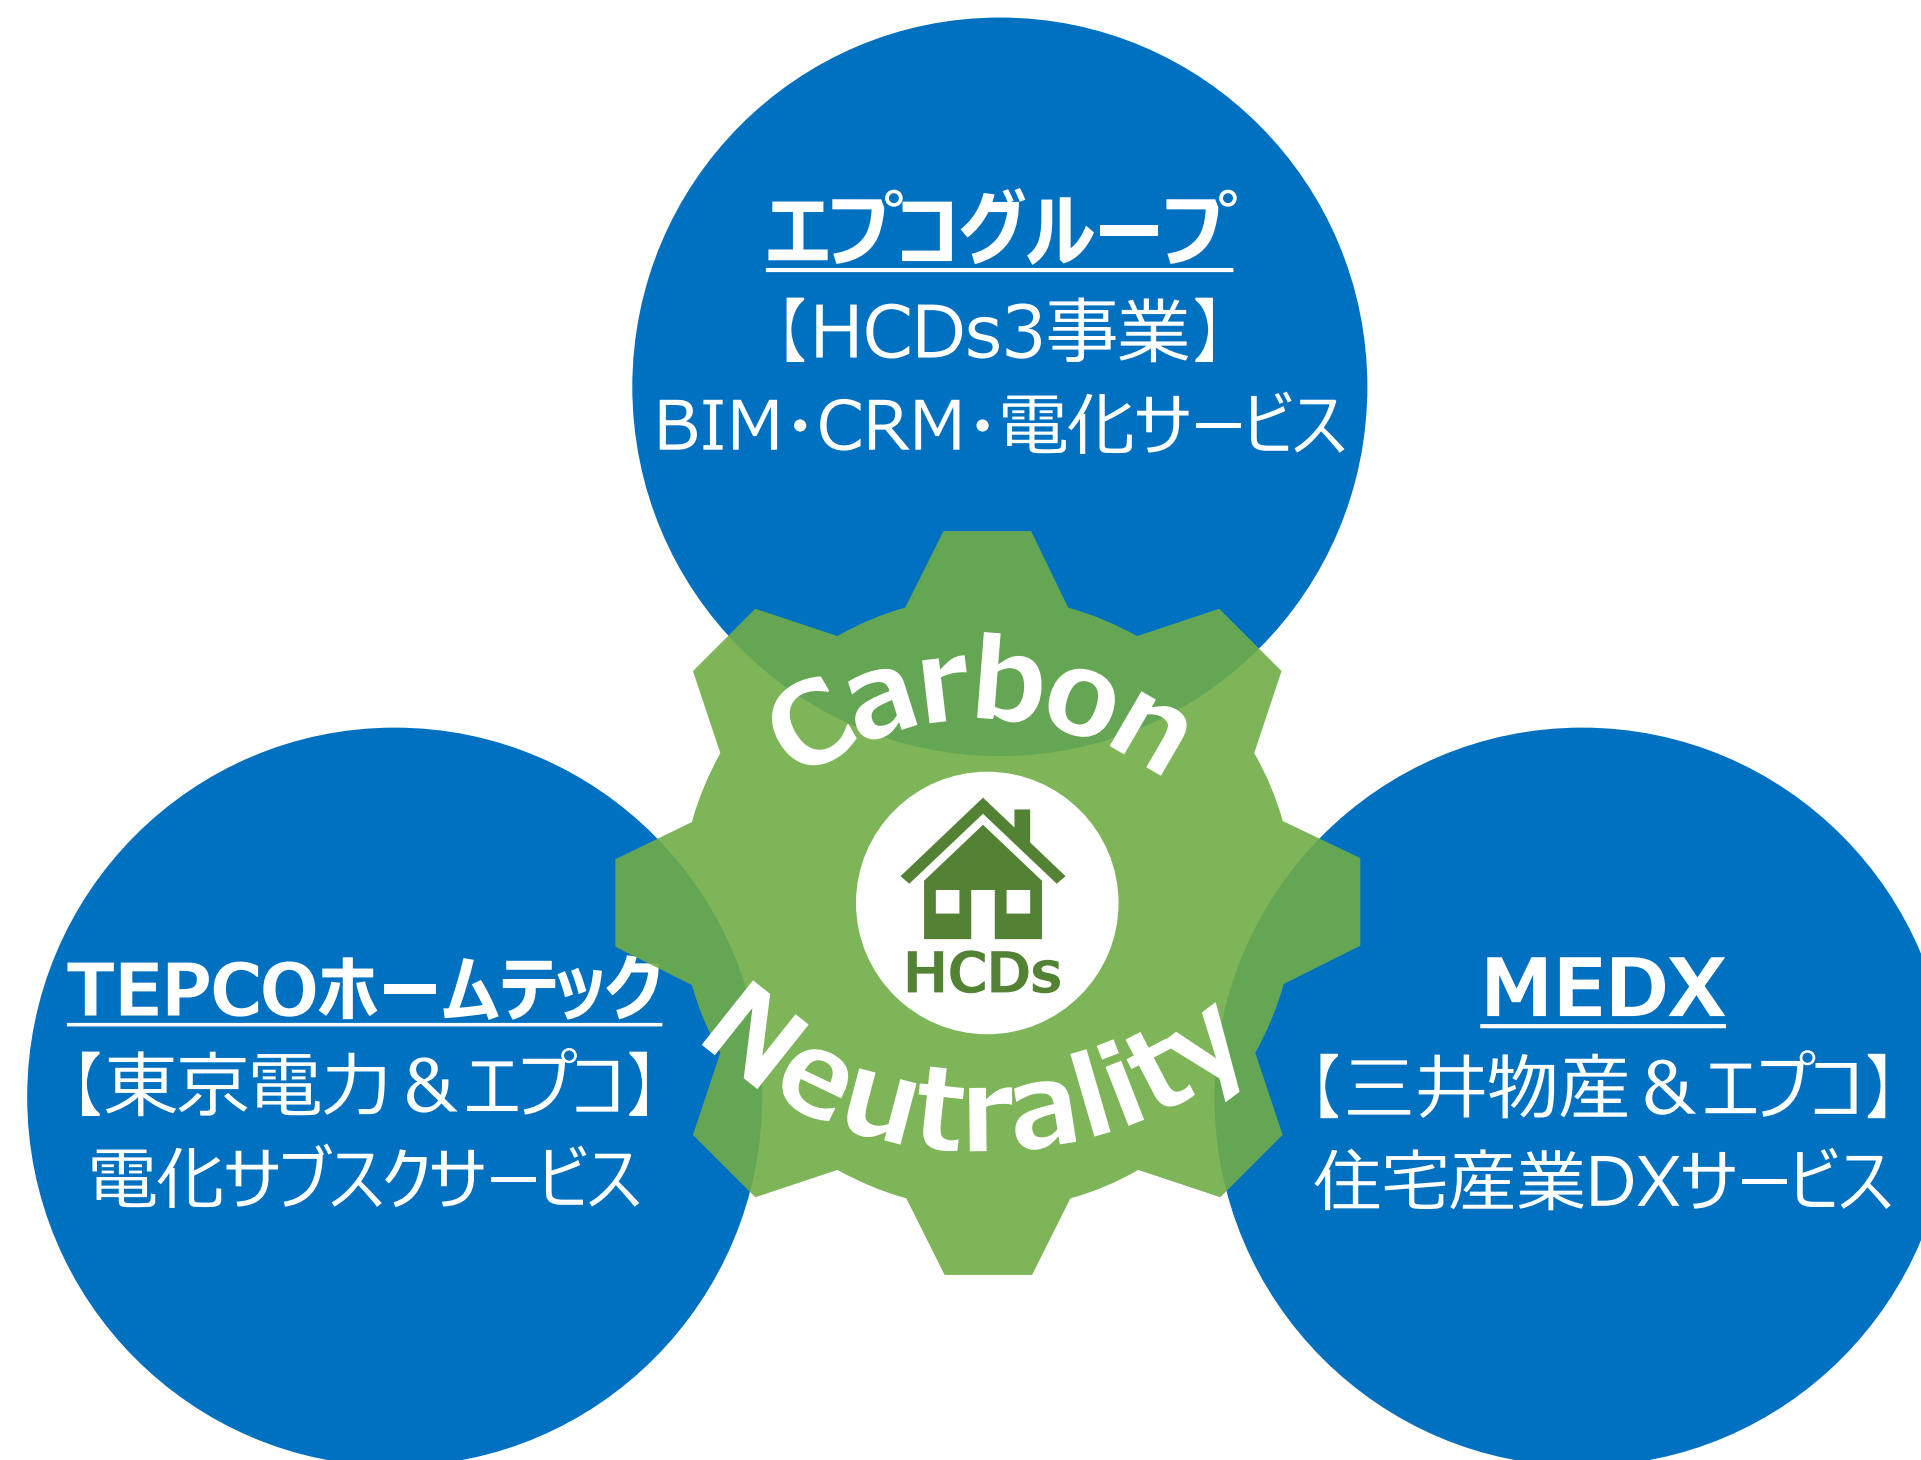 エプコグループ
【HCDs3事業】
BIM・CRM・電化サービス
Carbon
HCDs
Neutrality
TEPCOホームテック
【東京電力＆エプコ】
電化サブスクサービス
MEDX
【三井物産＆エプコ】
住宅産業DXサービス